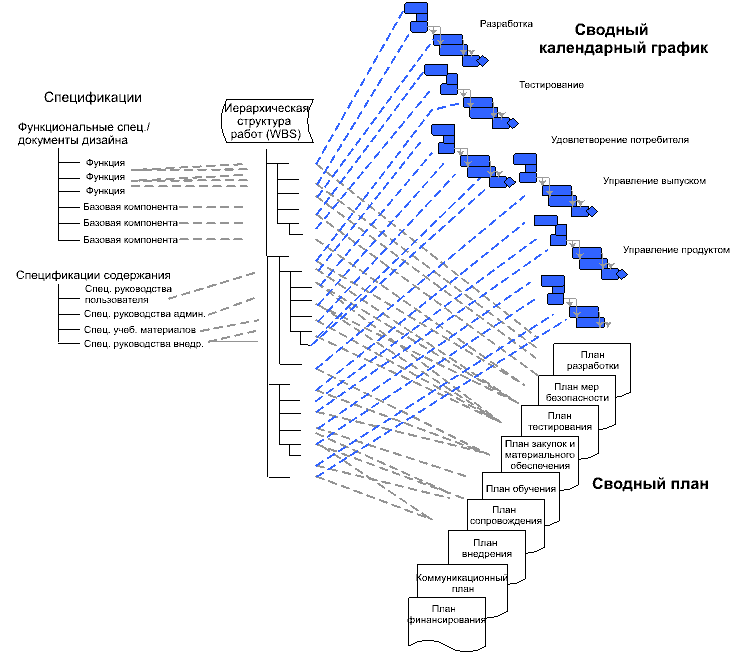 Сводный
календарный график
Разработка
Тестирование
Удовлетворение потребителя
Управление выпуском
Управление продуктом
Спецификации
Функциональные спец./
документы дизайна
Функция
Функция
Функция
Базовая компонента
Базовая компонента
Базовая компонента
Спецификации содержания
Спец. руководства
пользователя
Спец. руководства админ.
Спец. учеб. материалов
Спец. руководства внедр.
Иерархическая
структура
работ (WBS)
План
разработки
План мер
безопасности
План
тестирования
План закупок и
материального
обеспечения
План обучения
План
сопровождения
План
внедрения
Коммуникационный
план
План
финансирования
Сводный план